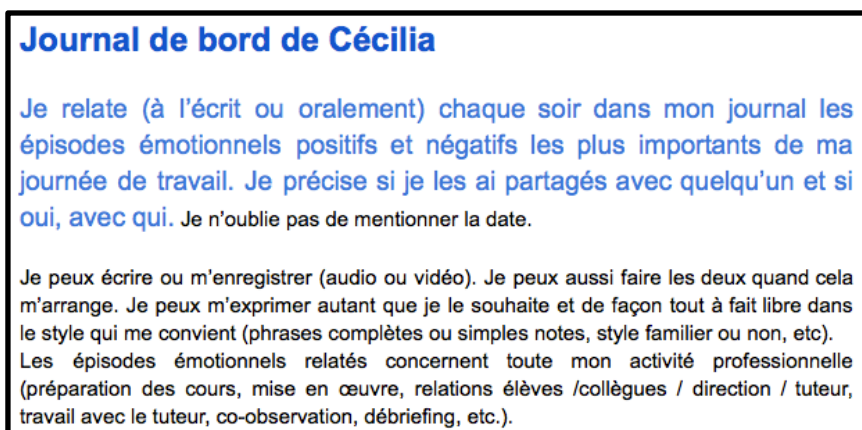 Journal de bord de Cécilia
Je relate (à l'écrit ou oralement) chaque soir dans mon journal les
épisodes émotionnels positifs et négatifs les plus importants de ma
journée de travail. Je précise si je les ai partagés avec quelqu'un et si
oui, avec qui. Je n'oublie pas de mentionner la date.
Je peux écrire ou m'enregistrer (audio ou vidéo). Je peux aussi faire les deux quand cela
m'arrange. Je peux m'exprimer autant que je le souhaite et de façon tout à fait libre dans
le style qui me convient (phrases complètes ou simples notes, style familier ou non, etc).
Les épisodes émotionnels relatés concernent toute mon activité professionnelle
(préparation des cours, mise en œuvre, relations élèves /collègues / direction / tuteur,
travail avec le tuteur, co-observation, débriefing, etc.).